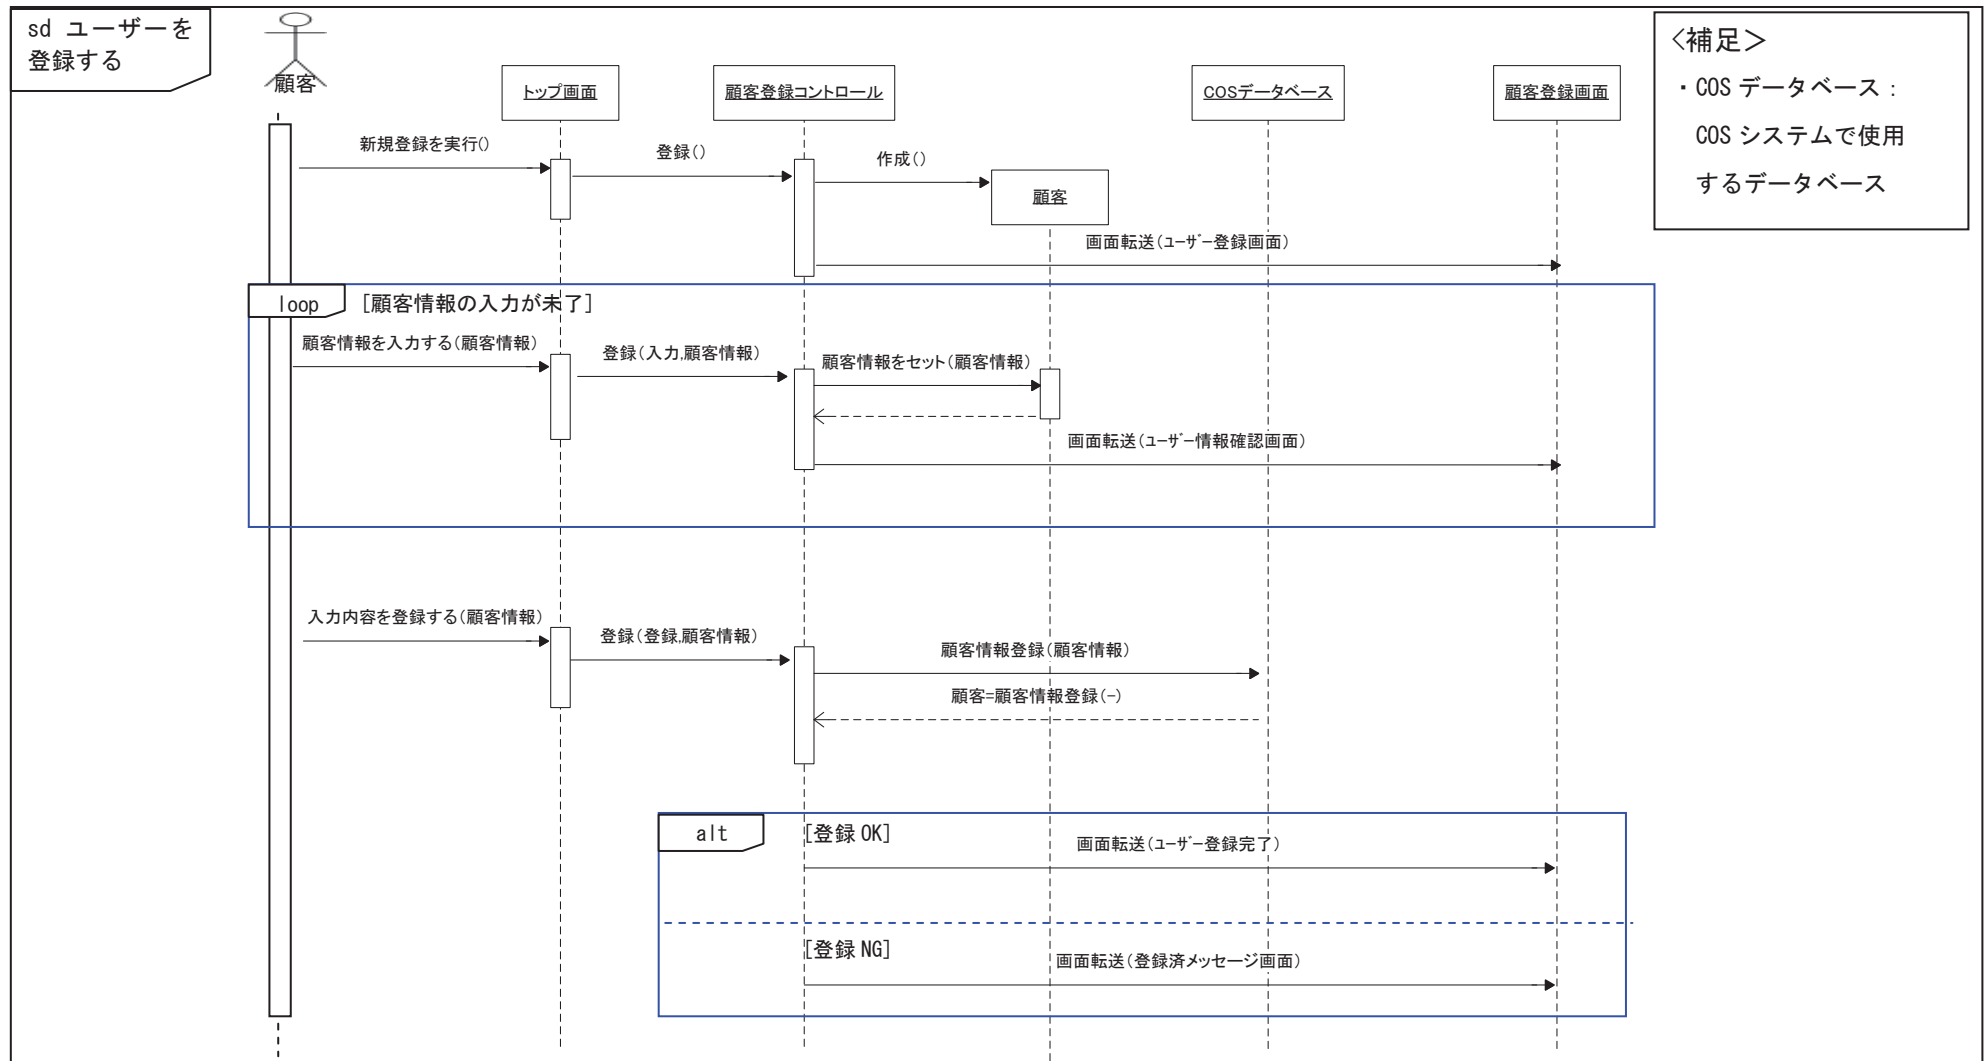 sd ユーザーを
登録する
顧客
トップ画面
顧客登録コントロール
COSデータベース
顧客登録画面
<補足>
・COS データベース：
COS システムで使用
するデータベース
新規登録を実行()
登録()
作成()
顧客
画面転送(ﾕｰｻﾞｰ登録画面)
loop
[顧客情報の入力が未了]
顧客情報を入力する(顧客情報)
登録(入力,顧客情報)
顧客情報をセット(顧客情報)
画面転送(ﾕｰｻﾞｰ情報確認画面)
入力内容を登録する(顧客情報)
登録(登録,顧客情報)
顧客情報登録(顧客情報)
顧客=顧客情報登録(-)
alt
[登録 OK]
画面転送(ﾕｰｻﾞｰ登録完了)
[登録 NG]
画面転送(登録済メッセージ画面)